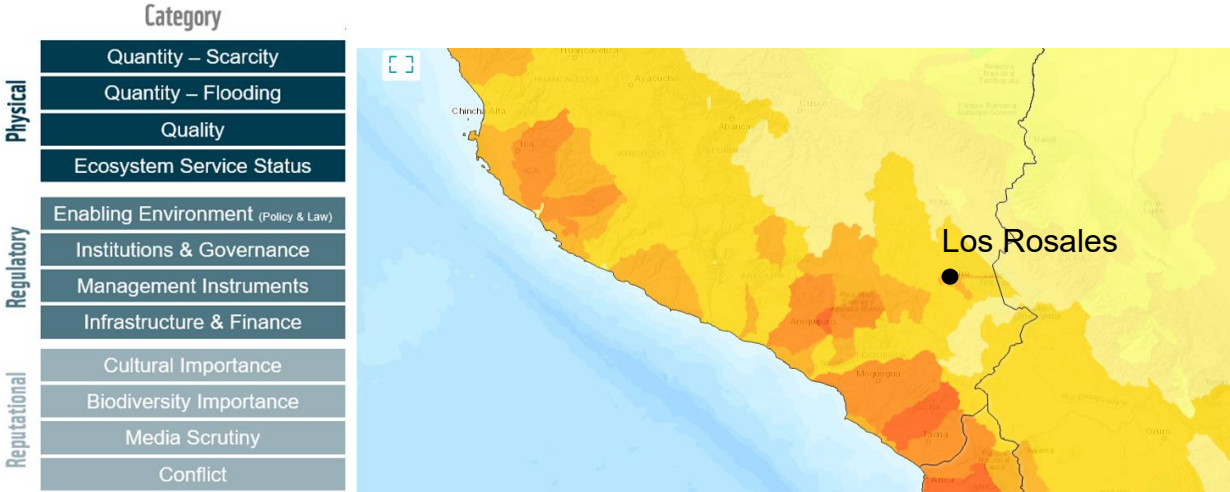 Category
Physical
Quantity – Scarcity
Quantity – Flooding
Quality
Ecosystem Service Status
Regulatory
Enabling Environment (Policy & Law)
Institutions & Governance
Management Instruments
Infrastructure & Finance
Reputational
Cultural Importance
Biodiversity Importance
Media Scrutiny
Conflict
Huancavelica
Ayacucho
Cusco
Chincha Alta
Abancay
Ica
Los Rosales
Arequipa
Moquegua
Tacna
Arica
Oruro